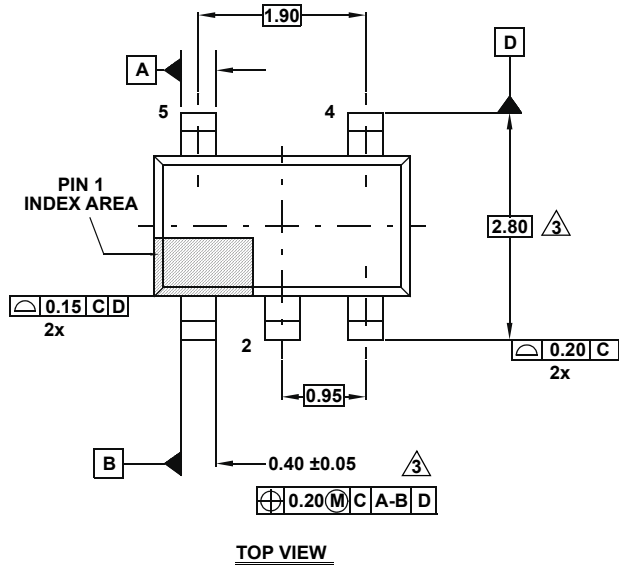 1.90
A
D
5
4
PIN 1
INDEX AREA
2.80
3
0.15 C D
2x
2
0.20 C
2x
0.95
B
0.40 ±0.05
3
0.20 M C A-B D
TOP VIEW